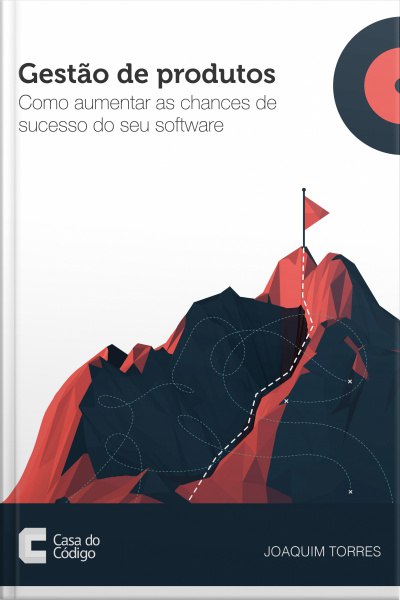 Gestão de produtos
Como aumentar as chances de
sucesso do seu software
Casa do
Código
JOAQUIM TORRES